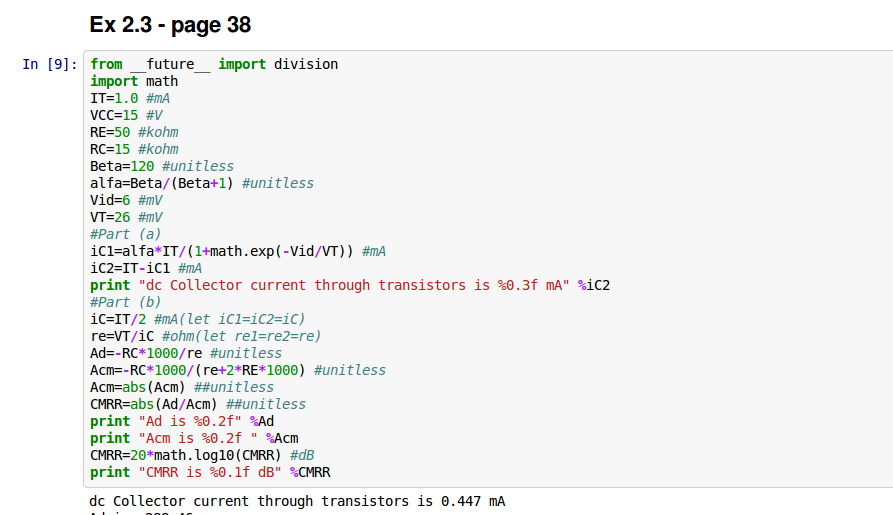 Ex 2.3 - page 38
In [9]: from __future__ import division
import math
IT=1.0 #mA
VCC=15 #V
RE=50 #kohm
RC=15 #kohm
Beta=120 #unitless
alfa=Beta/(Beta+1) #unitless
Vid=6 #mV
VT=26 #mV
#Part (a)
iC1=alfa*IT/(1+math.exp(-Vid/VT)) #mA
iC2=IT-iC1 #mA
print "dc Collector current through transistors is %0.3f mA" %iC2
#Part (b)
iC=IT/2 #mA(let iC1=iC2=iC)
re=VT/iC #ohm(let re1=re2=re)
Ad=-RC*1000/re #unitless
Acm=-RC*1000/(re+2*RE*1000) #unitless
Acm=abs(Acm) ##unitless
CMRR=abs(Ad/Acm) ##unitless
print "Ad is %0.2f" %Ad
print "Acm is %0.2f " %Acm
CMRR=20*math.log10(CMRR) #dB
print "CMRR is %0.1f dB" %CMRR
dc Collector current through transistors is 0.447 mA